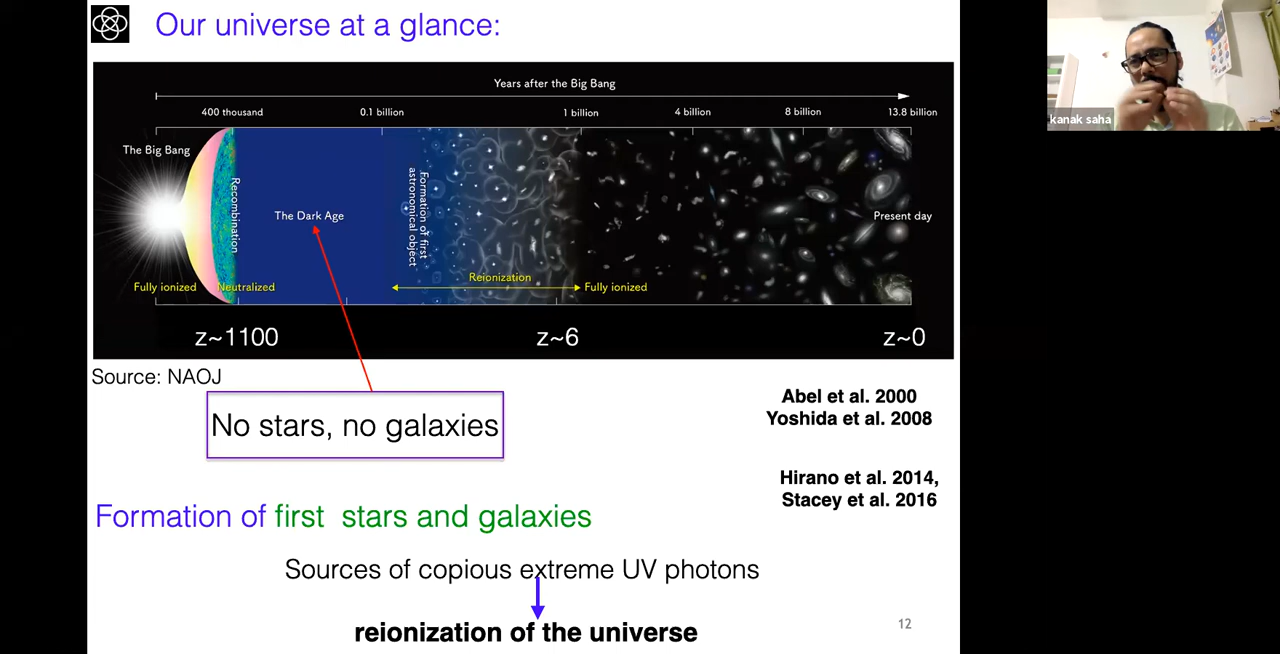 Our universe at a glance:
Years after the Big Bang
400 thousand 0.1 billion 1 billion 4 billion 8 billion 13.8 billion
The Big Bang
Recombination
The Dark Age
Formation of first
astronomical object
Present day
Reionization
Fully ionized Neutralized Fully ionized
z~1100 z~6 z~0
Source: NAOJ
No stars, no galaxies
Abel et al. 2000
Yoshida et al. 2008
Hirano et al. 2014,
Stacey et al. 2016
Formation of first stars and galaxies
Sources of copious extreme UV photons
reionization of the universe
12
kanak saha